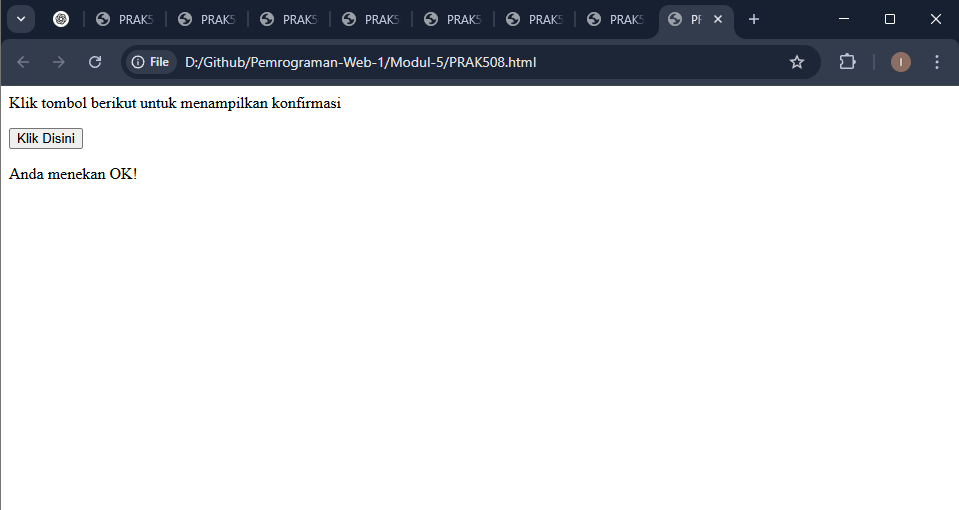 PRAK5 PRAK5 PRAK5 PRAK5 PRAK5 PRAK5 PRAK5
File D:/Github/Pemrograman-Web-1/Modul-5/PRAK508.html I
Klik tombol berikut untuk menampilkan konfirmasi
Klik Disini
Anda menekan OK!